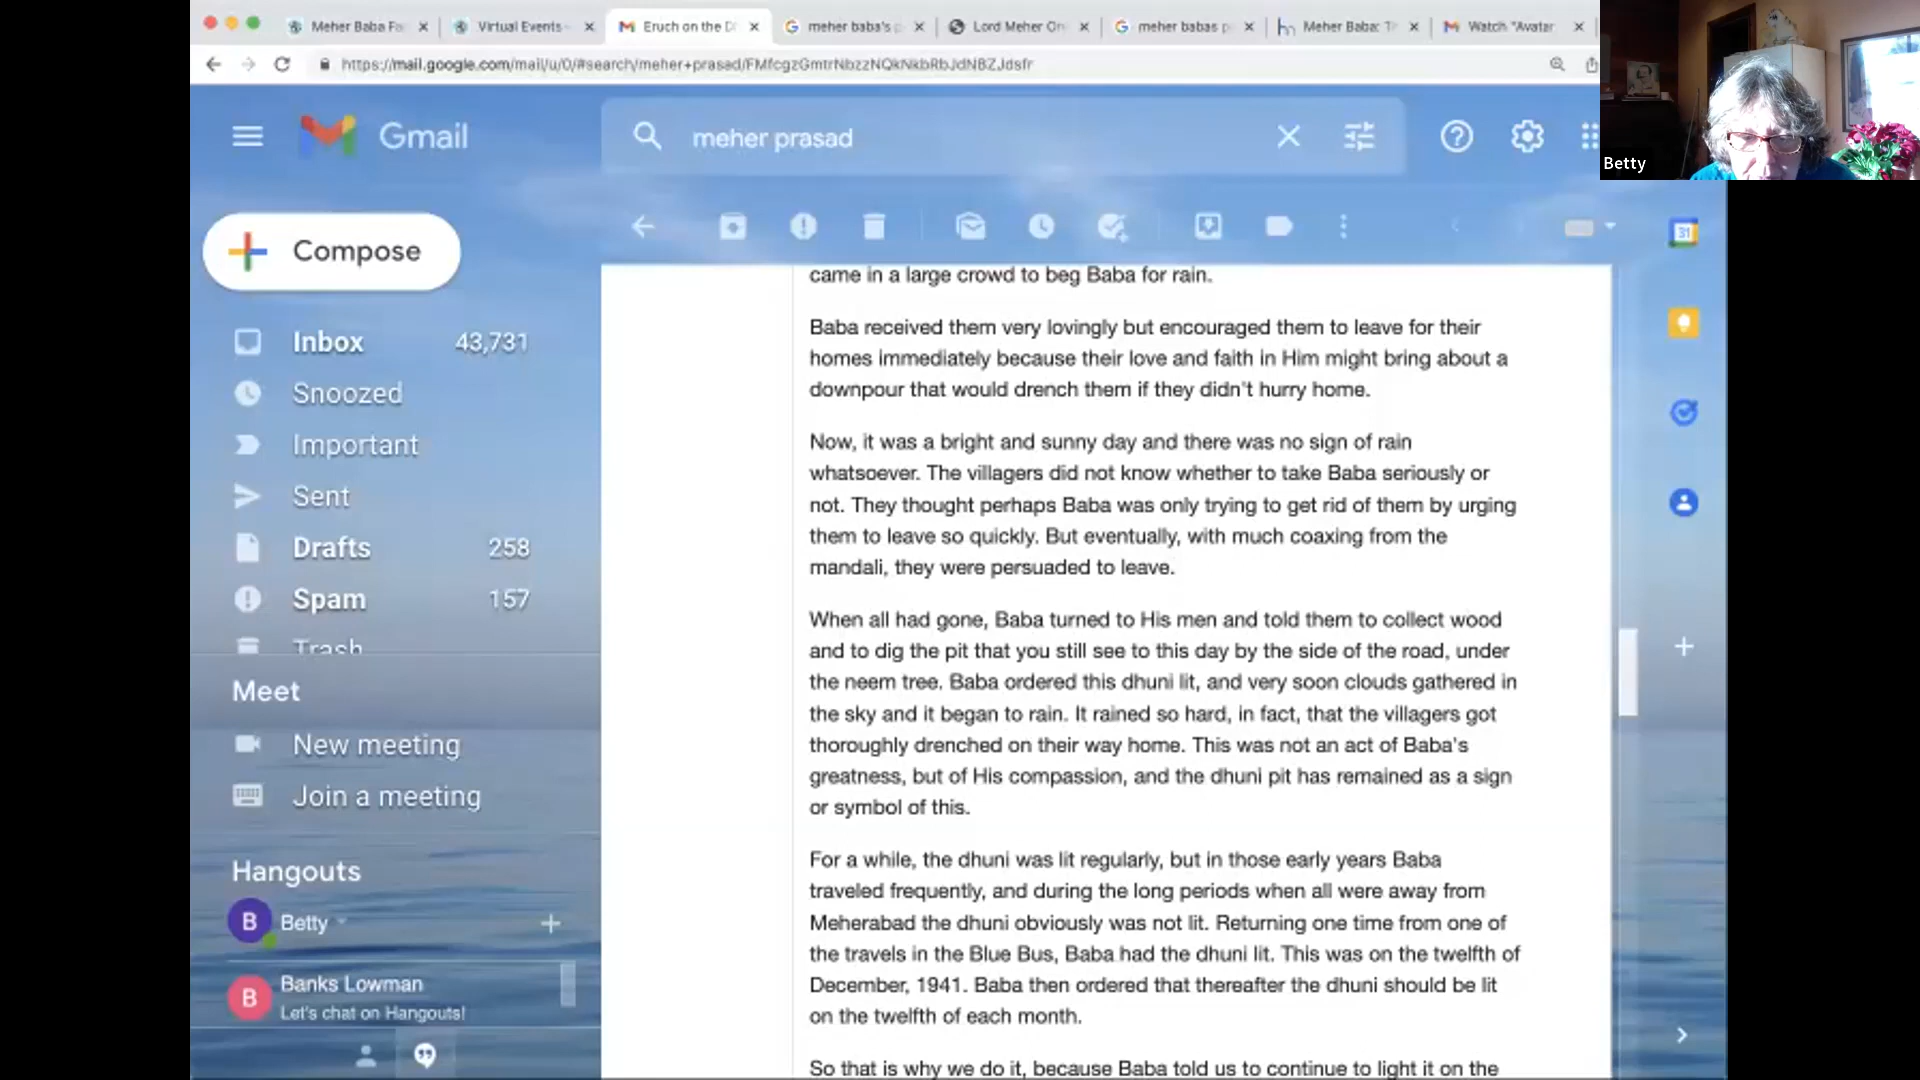 Meher Baba Fa
Virtual Events -
Eruch on the D
meher baba's p
Lord Meher On
meher babas p
Meher Baba: T
Watch "Avatar
https://mail.google.com/mail/u/0/#search/meher+prasad/FMfcgzGmtrNbzzNQkNkbRbJdNBZJdsfr
Gmail
meher prasad
Betty
Compose
31
Inbox 43,731
Snoozed
Important
Sent
Drafts 258
Spam 157
Trash
Meet
New meeting
Join a meeting
Hangouts
B Betty
B Banks Lowman
Let's chat on Hangouts!
came in a large crowd to beg Baba for rain.
Baba received them very lovingly but encouraged them to leave for their
homes immediately because their love and faith in Him might bring about a
downpour that would drench them if they didn't hurry home.
Now, it was a bright and sunny day and there was no sign of rain
whatsoever. The villagers did not know whether to take Baba seriously or
not. They thought perhaps Baba was only trying to get rid of them by urging
them to leave so quickly. But eventually, with much coaxing from the
mandali, they were persuaded to leave.
When all had gone, Baba turned to His men and told them to collect wood
and to dig the pit that you still see to this day by the side of the road, under
the neem tree. Baba ordered this dhuni lit, and very soon clouds gathered in
the sky and it began to rain. It rained so hard, in fact, that the villagers got
thoroughly drenched on their way home. This was not an act of Baba's
greatness, but of His compassion, and the dhuni pit has remained as a sign
or symbol of this.
For a while, the dhuni was lit regularly, but in those early years Baba
traveled frequently, and during the long periods when all were away from
Meherabad the dhuni obviously was not lit. Returning one time from one of
the travels in the Blue Bus, Baba had the dhuni lit. This was on the twelfth of
December, 1941. Baba then ordered that thereafter the dhuni should be lit
on the twelfth of each month.
So that is why we do it, because Baba told us to continue to light it on the